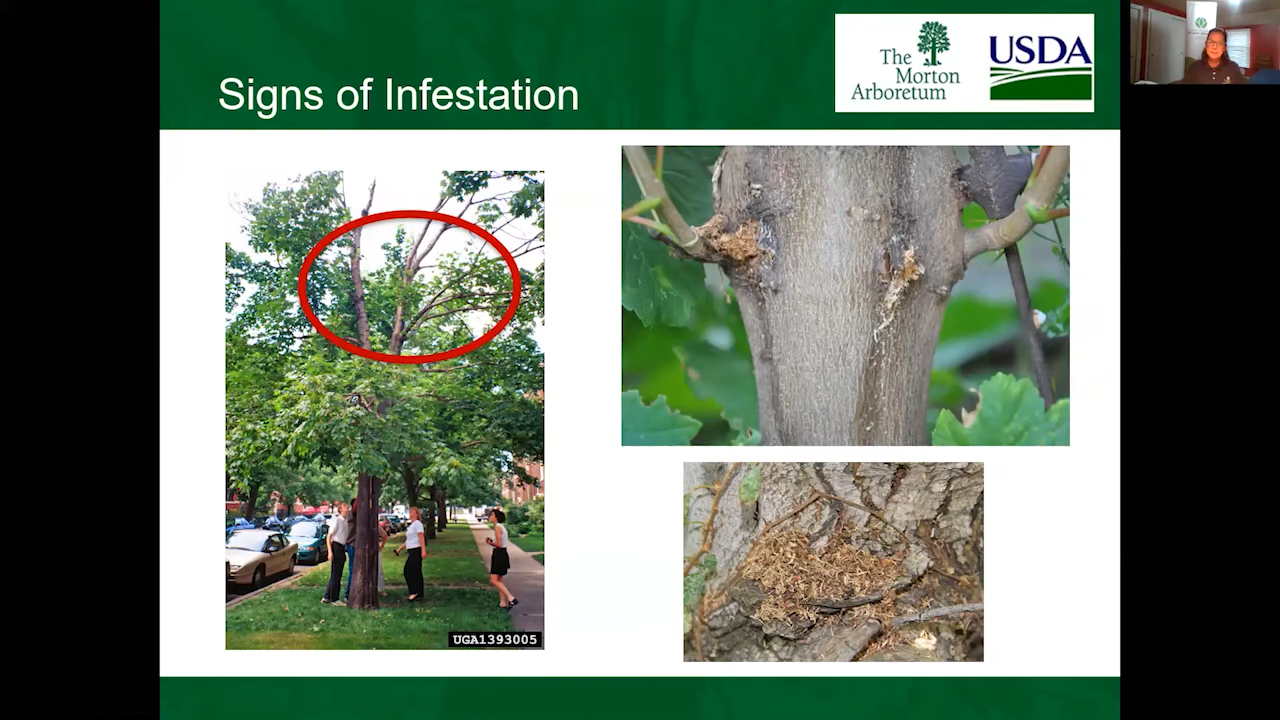 Signs of Infestation
The
Morton
Arboretum
USDA
UGA1393005